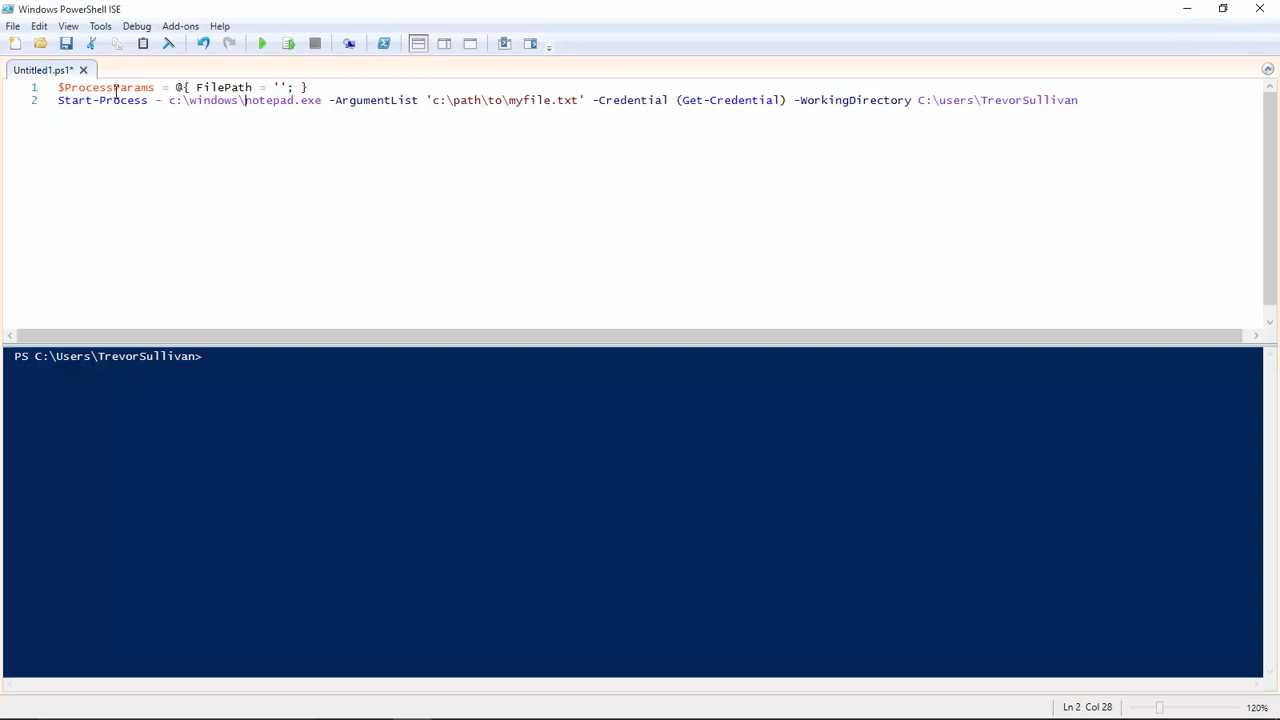 Windows PowerShell ISE
File Edit View Tools Debug Add-ons Help
Untitled1.ps1*
1 $ProcessParams = @{ FilePath = ''; }
2 Start-Process - c:\windows\notepad.exe -ArgumentList 'c:\path\to\myfile.txt' -Credential (Get-Credential) -WorkingDirectory C:\users\TrevorSullivan
PS C:\Users\TrevorSullivan>
Ln 2 Col 28 120%